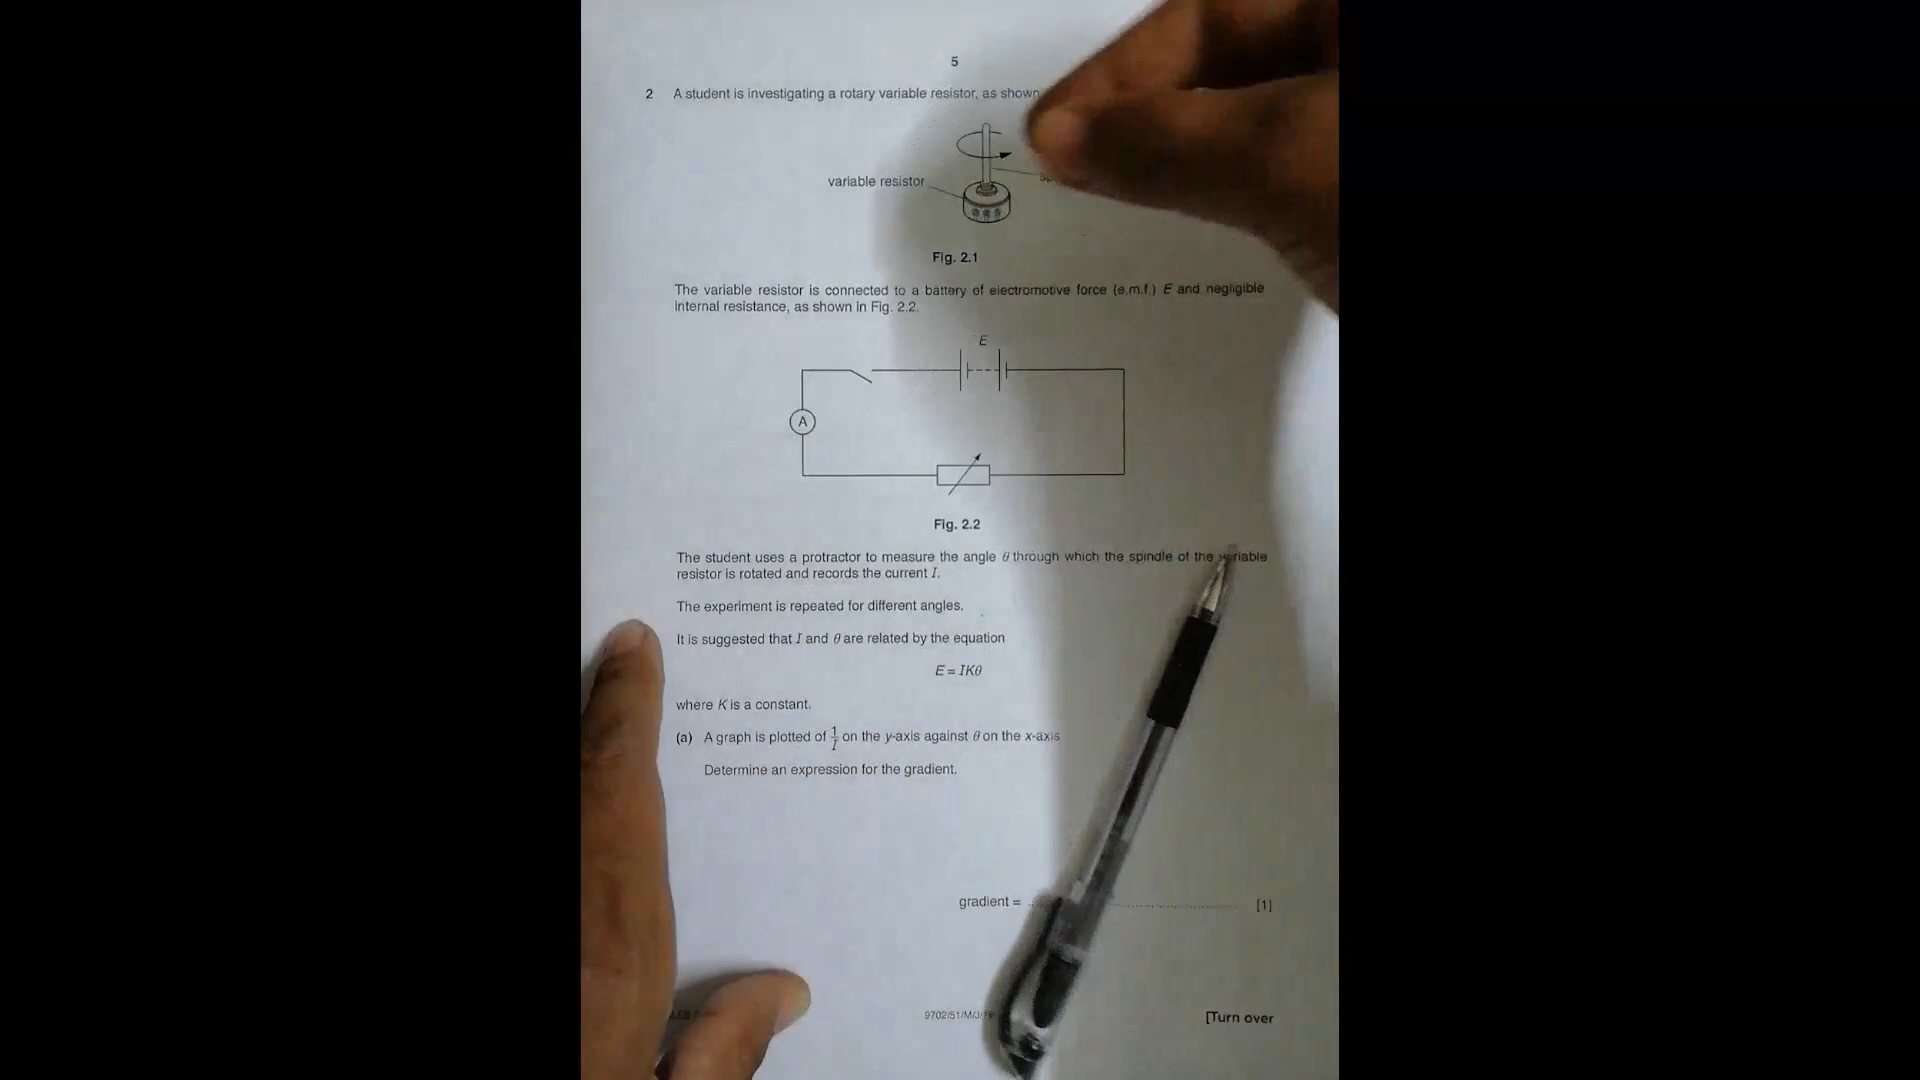 5
2 A student is investigating a rotary variable resistor, as shown
variable resistor
Fig. 2.1
The variable resistor is connected to a battery of electromotive force (e.m.f.) E and negligible
internal resistance, as shown in Fig. 2.2.
E
A
Fig. 2.2
The student uses a protractor to measure the angle θ through which the spindle of the variable
resistor is rotated and records the current I.
The experiment is repeated for different angles.
It is suggested that I and θ are related by the equation
E = IKθ
where K is a constant.
(a) A graph is plotted of 1/I on the y-axis against θ on the x-axis
Determine an expression for the gradient.
gradient = [1]
9702/51/M/J/19
[Turn over